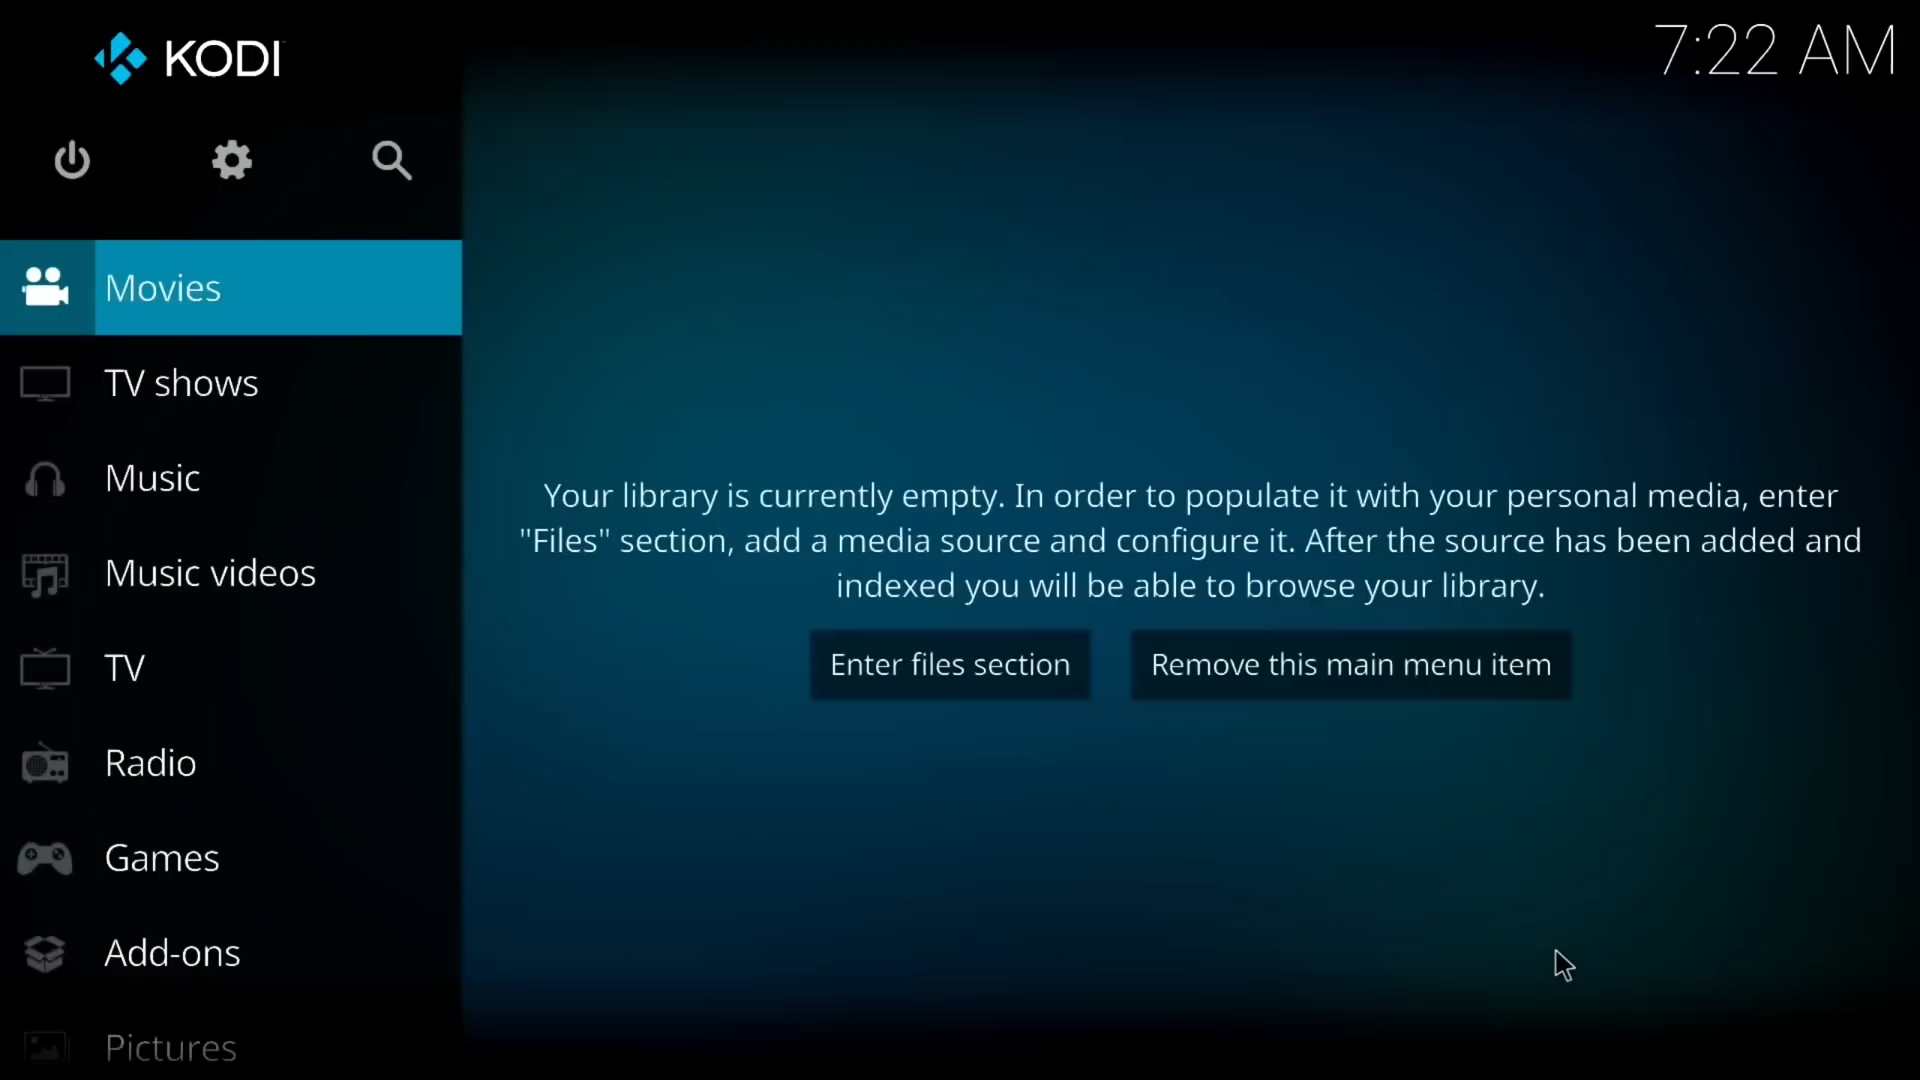 KODI
7:22 AM
Movies
TV shows
Music
Music videos
TV
Radio
Games
Add-ons
Pictures
Your library is currently empty. In order to populate it with your personal media, enter
"Files" section, add a media source and configure it. After the source has been added and
indexed you will be able to browse your library.
Enter files section
Remove this main menu item